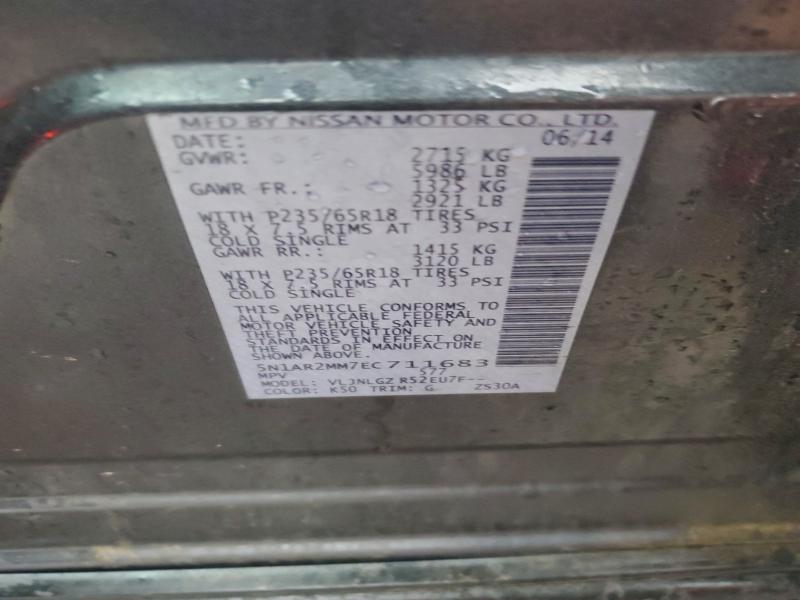 MFD BY NISSAN MOTOR CO., LTD.
DATE: 06/14
GVWR: 2715 KG
5986 LB
GAWR FR.: 1325 KG
2921 LB
WITH P235/65R18 TIRES
18 X 7.5 RIMS AT 33 PSI
COLD SINGLE
GAWR RR.: 1415 KG
3120 LB
WITH P235/65R18 TIRES
18 X 7.5 RIMS AT 33 PSI
COLD SINGLE
THIS VEHICLE CONFORMS TO
ALL APPLICABLE FEDERAL
MOTOR VEHICLE SAFETY AND
THEFT PREVENTION
STANDARDS IN EFFECT ON
THE DATE OF MANUFACTURE
SHOWN ABOVE.
5N1AR2MM7EC711683
MPV 577
MODEL: VLJNLGZ R52EU7F--
COLOR: K50 TRIM: G ZS30A